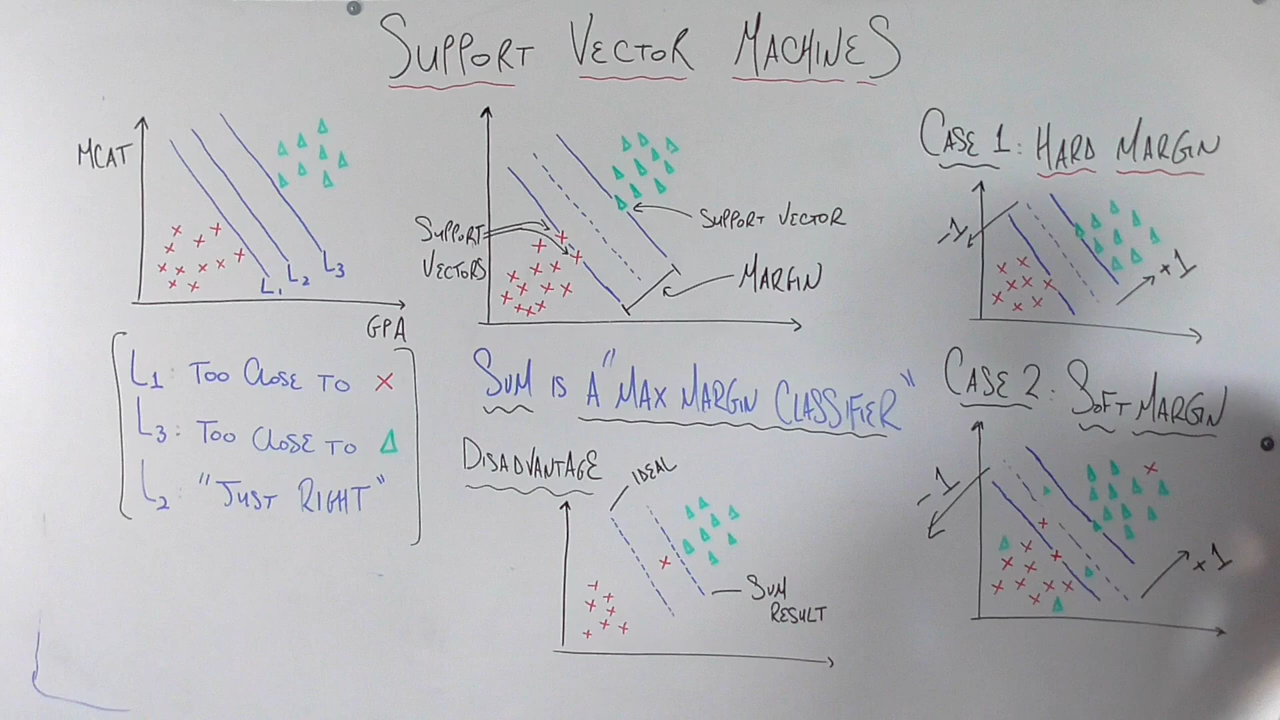 SUPPORT VECTOR MACHINES
MCAT
GPA
L1
L2
L3
L1: TOO CLOSE TO X
L3: TOO CLOSE TO Δ
L2 "JUST RIGHT"
SUPPORT
VECTORS
SUPPORT VECTOR
MARGIN
SVM IS A "MAX MARGIN CLASSIFIER"
DISADVANTAGE
IDEAL
SVM
RESULT
CASE 1: HARD MARGIN
-1
+1
CASE 2: SOFT MARGIN
-1
+1